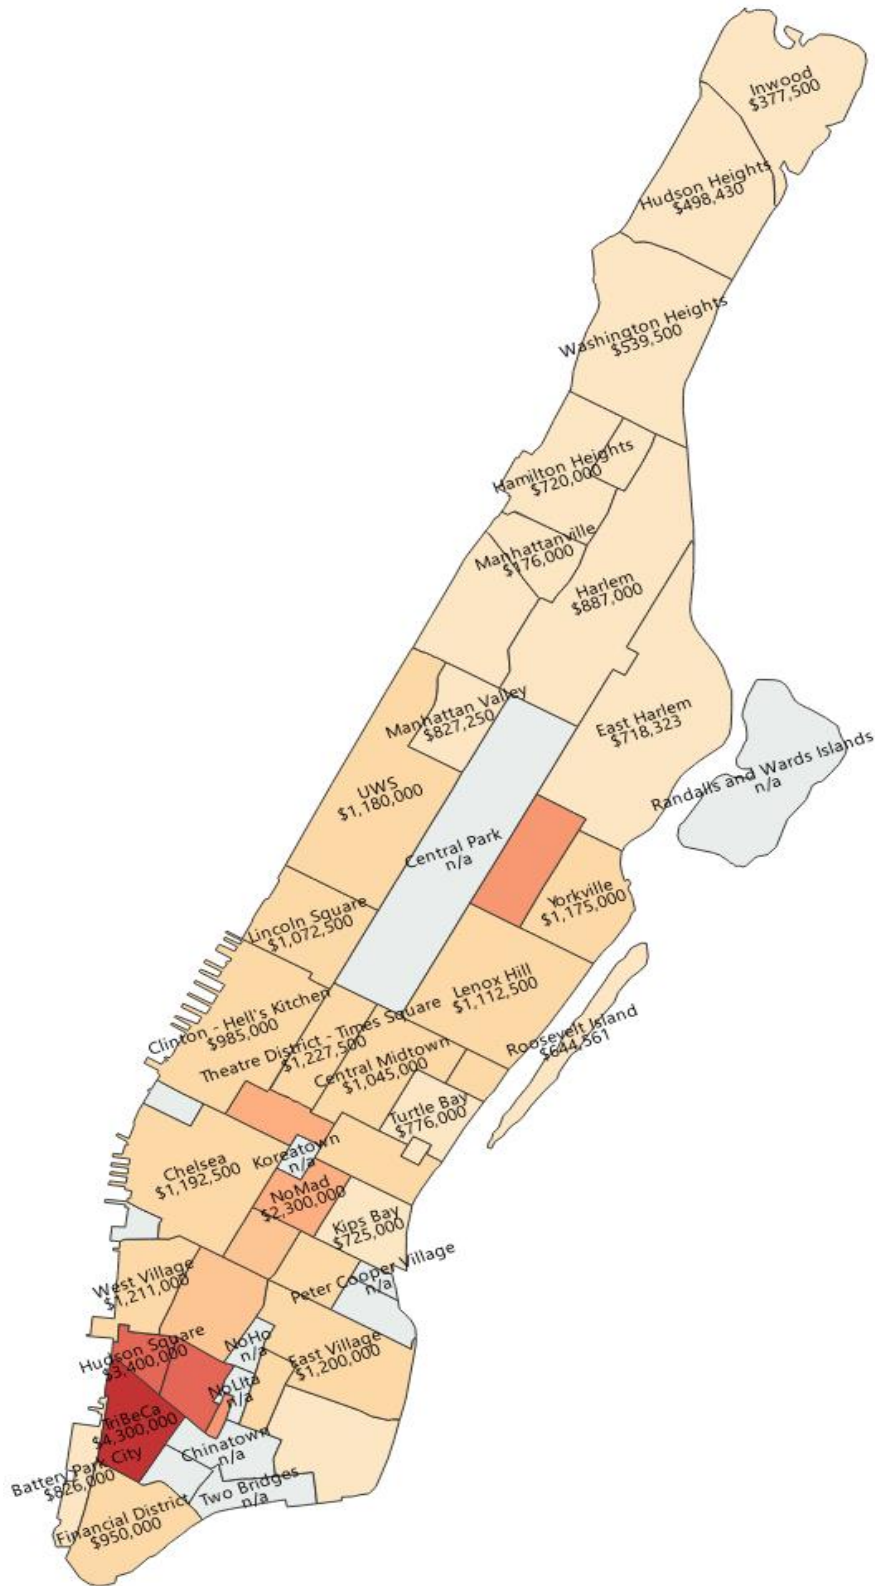 Inwood
$377,500
Hudson Heights
$498,430
Washington Heights
$539,500
Hamilton Heights
$720,000
Manhattanville
$176,000
Harlem
$887,000
Manhattan Valley
$827,250
East Harlem
$718,323
Randalls and Wards Islands
n/a
UWS
$1,180,000
Central Park
n/a
Yorkville
$1,175,000
Lincoln Square
$1,072,500
Lenox Hill
$1,112,500
Clinton - Hell's Kitchen
$985,000
Theatre District - Times Square
$1,227,500
Roosevelt Island
$644,561
Central Midtown
$1,045,000
Turtle Bay
$776,000
Koreatown
n/a
Chelsea
$1,192,500
NoMad
$2,300,000
Kips Bay
$725,000
Peter Cooper Village
n/a
West Village
$1,211,000
Hudson Square
$3,400,000
NoHo
n/a
East Village
$1,200,000
NoLIta
n/a
TriBeCa
$4,300,000
Chinatown
n/a
Battery Park City
$826,000
Two Bridges
n/a
Financial District
$950,000